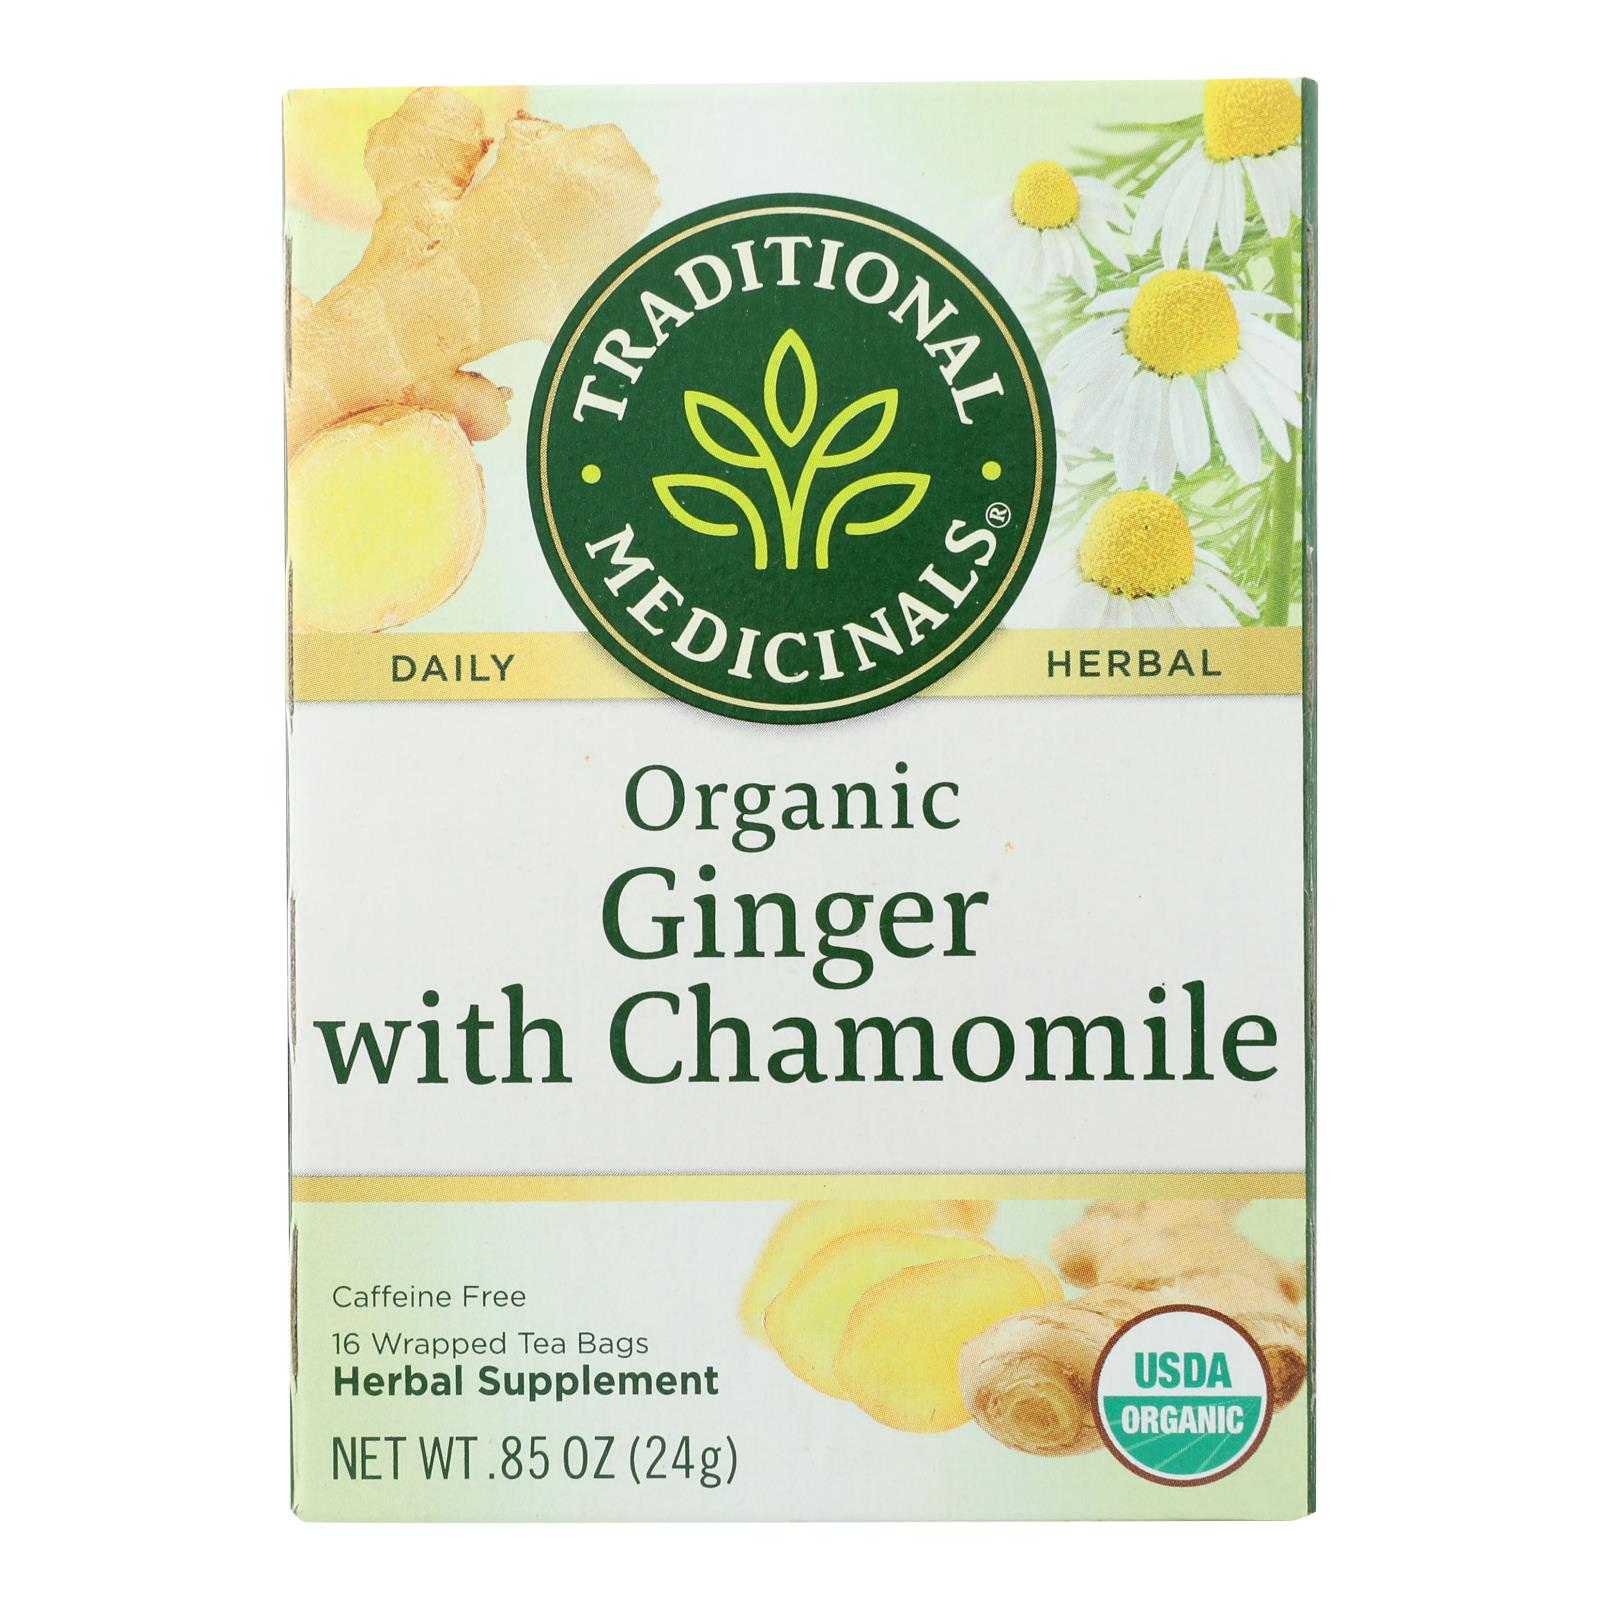 TRADITIONAL
MEDICINALS®
DAILY
HERBAL
Organic
Ginger
with Chamomile
Caffeine Free
16 Wrapped Tea Bags
Herbal Supplement
NET WT .85 OZ (24g)
USDA
ORGANIC